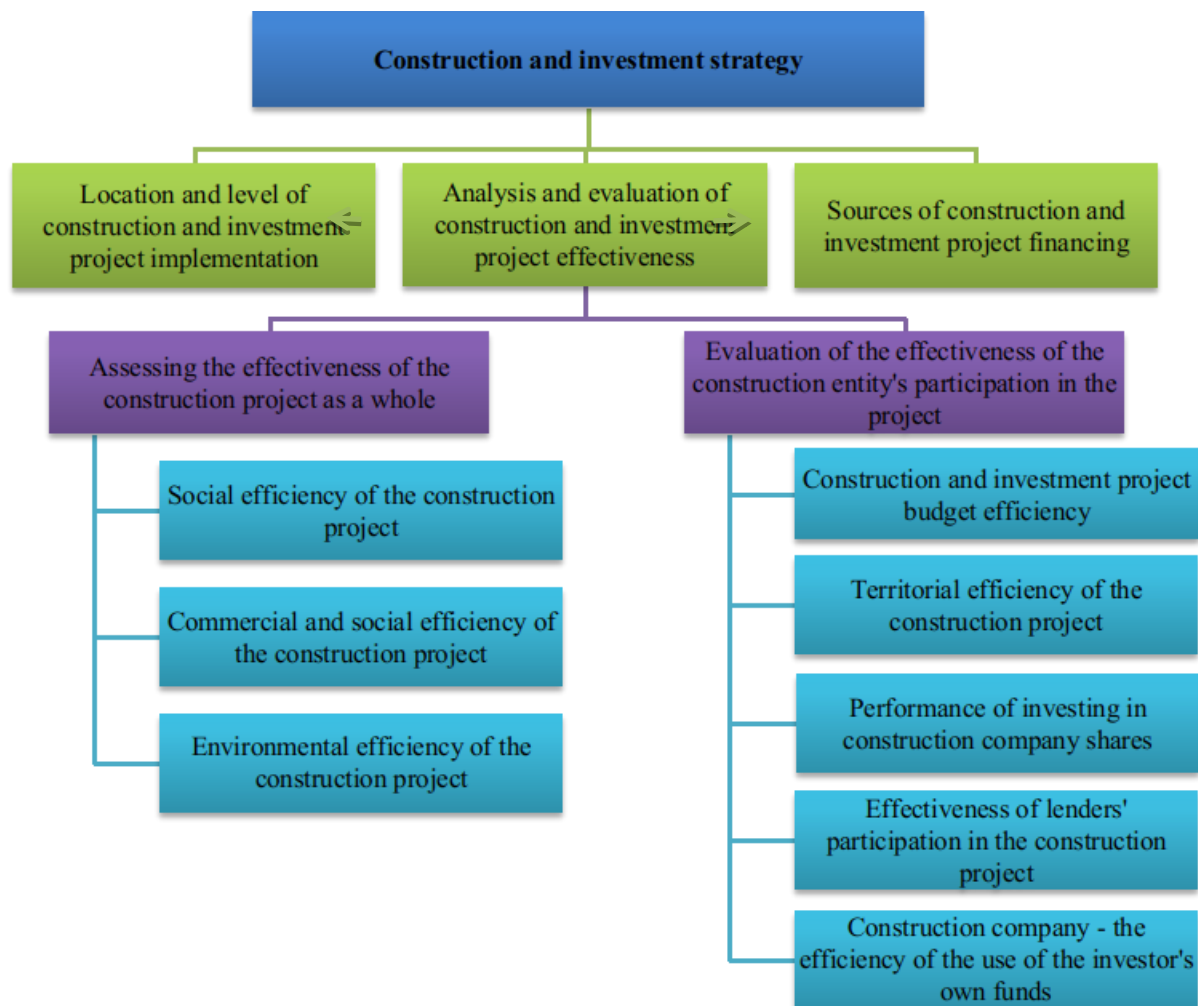 Construction and investment strategy
Location and level of
construction and investment
project implementation
Analysis and evaluation of
construction and investment
project effectiveness
Sources of construction and
investment project financing
Assessing the effectiveness of the
construction project as a whole
Evaluation of the effectiveness of the
construction entity's participation in the
project
Social efficiency of the construction
project
Commercial and social efficiency of
the construction project
Environmental efficiency of the
construction project
Construction and investment project
budget efficiency
Territorial efficiency of the
construction project
Performance of investing in
construction company shares
Effectiveness of lenders'
participation in the construction
project
Construction company - the
efficiency of the use of the investor's
own funds